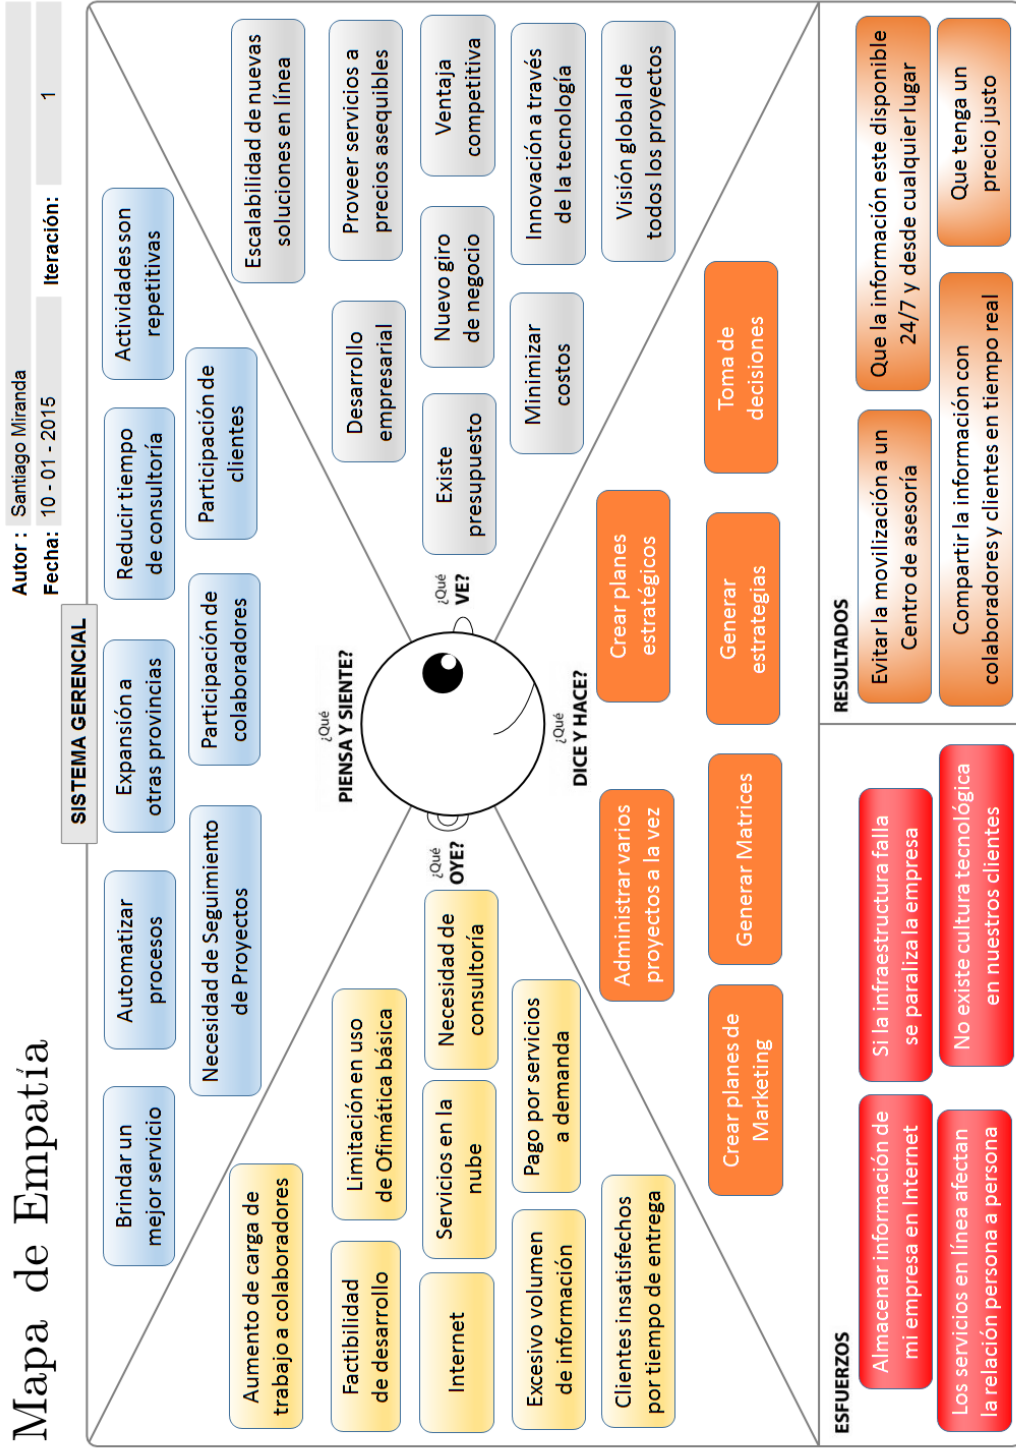 Mapa de Empatía
Autor : Santiago Miranda
Fecha: 10 - 01 - 2015 Iteración: 1
SISTEMA GERENCIAL
¿Qué
PIENSA Y SIENTE?
Brindar un
mejor servicio
Automatizar
procesos
Expansión a
otras provincias
Reducir tiempo
de consultoría
Actividades son
repetitivas
Necesidad de Seguimiento
de Proyectos
Participación de
colaboradores
Participación de
clientes
¿Qué
OYE?
Aumento de carga de
trabajo a colaboradores
Factibilidad
de desarrollo
Limitación en uso
de Ofimática básica
Internet
Servicios en la
nube
Necesidad de
consultoría
Excesivo volumen
de información
Pago por servicios
a demanda
Clientes insatisfechos
por tiempo de entrega
¿Qué
VE?
Escalabilidad de nuevas
soluciones en línea
Desarrollo
empresarial
Proveer servicios a
precios asequibles
Existe
presupuesto
Nuevo giro
de negocio
Ventaja
competitiva
Minimizar
costos
Innovación a través
de la tecnología
Visión global de
todos los proyectos
¿Qué
DICE Y HACE?
Administrar varios
proyectos a la vez
Crear planes
estratégicos
Crear planes de
Marketing
Generar Matrices
Generar
estrategias
Toma de
decisiones
ESFUERZOS
Almacenar información de
mi empresa en Internet
Si la infraestructura falla
se paraliza la empresa
Los servicios en línea afectan
la relación persona a persona
No existe cultura tecnológica
en nuestros clientes
RESULTADOS
Evitar la movilización a un
Centro de asesoría
Que la información este disponible
24/7 y desde cualquier lugar
Compartir la información con
colaboradores y clientes en tiempo real
Que tenga un
precio justo